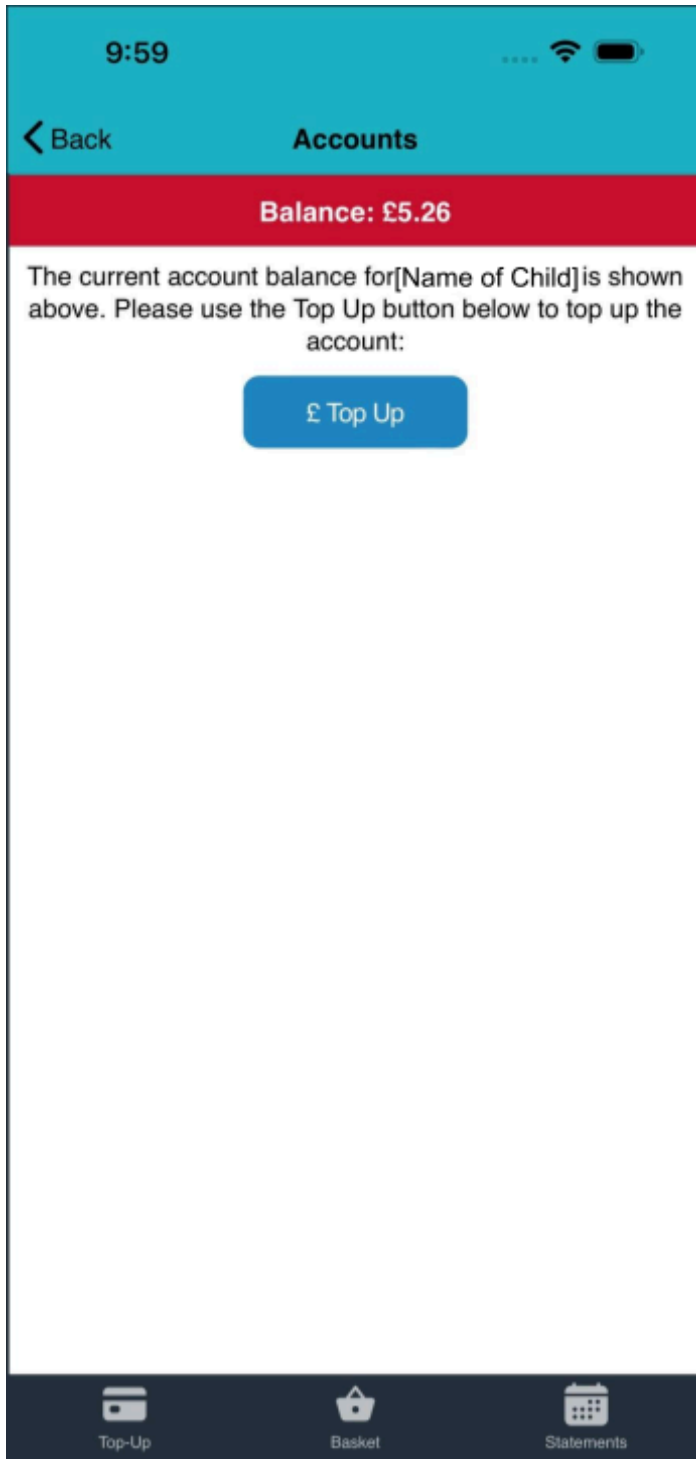 9:59
Back
Accounts
Balance: £5.26
The current account balance for[Name of Child]is shown
above. Please use the Top Up button below to top up the
account:
£ Top Up
Top-Up
Basket
Statements